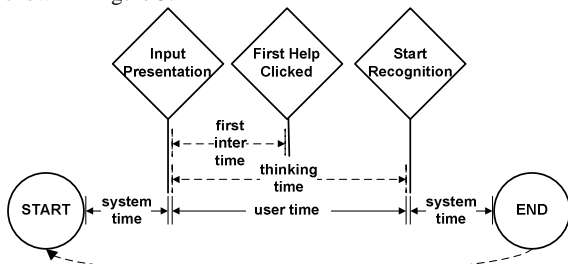 Input
Presentation
First Help
Clicked
Start
Recognition
first
inter
time
thinking
time
START
system
time
user time
system
time
END